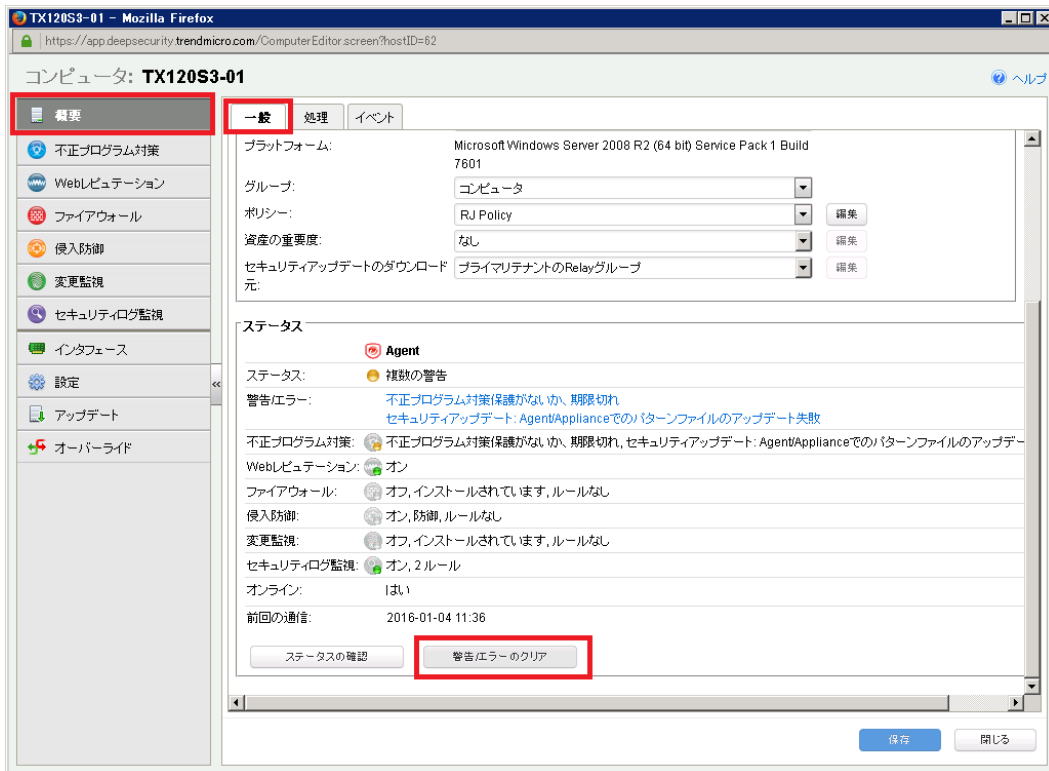 TX120S3-01 - Mozilla Firefox
https://app.deepsecurity.trendmicro.com/ComputerEditor.screen?hostID=62
コンピュータ: TX120S3-01
ヘルプ
概要
不正プログラム対策
Webレピュテーション
ファイアウォール
侵入防御
変更監視
セキュリティログ監視
インタフェース
設定
アップデート
オーバーライド
一般 処理 イベント
プラットフォーム: Microsoft Windows Server 2008 R2 (64 bit) Service Pack 1 Build
7601
グループ: コンピュータ
ポリシー: RJ Policy 編集
資産の重要度: なし 編集
セキュリティアップデートのダウンロード プライマリテナントのRelayグループ 編集
元:
ステータス
Agent
ステータス: 複数の警告
警告/エラー: 不正プログラム対策保護がないか、期限切れ
セキュリティアップデート: Agent/Applianceでのパターンファイルのアップデート失敗
不正プログラム対策: 不正プログラム対策保護がないか、期限切れ, セキュリティアップデート: Agent/Applianceでのパターンファイルのアップデー
Webレピュテーション: オン
ファイアウォール: オフ, インストールされています, ルールなし
侵入防御: オン, 防御, ルールなし
変更監視: オフ, インストールされています, ルールなし
セキュリティログ監視: オン, 2 ルール
オンライン: はい
前回の通信: 2016-01-04 11:36
ステータスの確認 警告/エラーのクリア
保存 閉じる